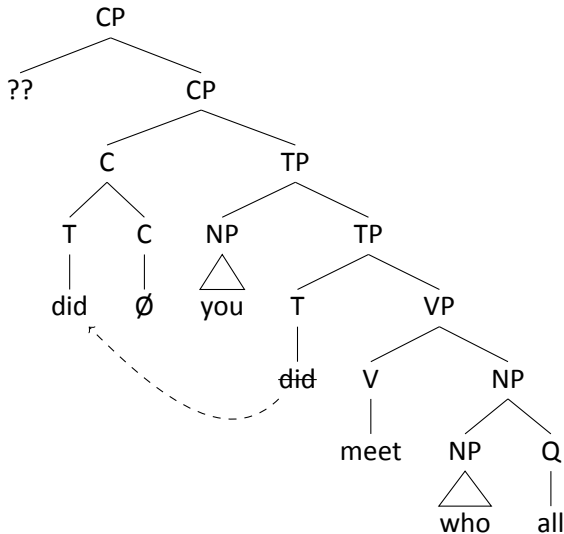 CP
?? CP
C TP
T C NP TP
did Ø you T VP
did V NP
meet NP Q
who all